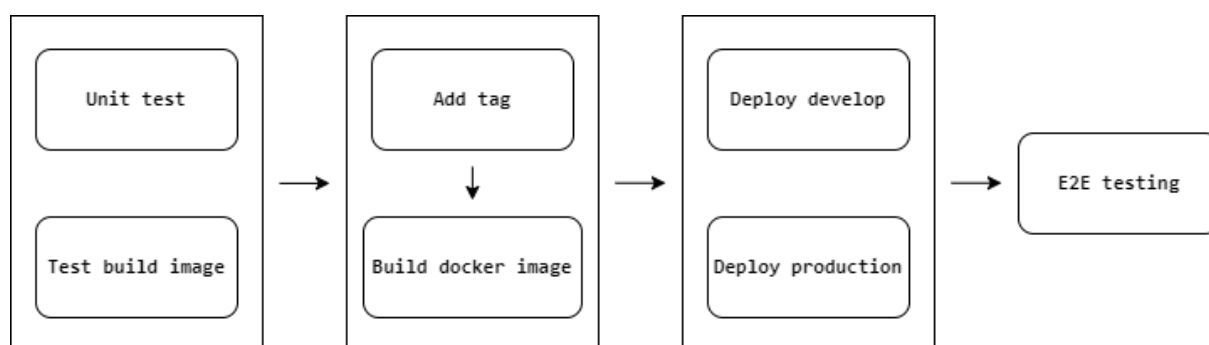 Unit test
Test build image
Add tag
Build docker image
Deploy develop
Deploy production
E2E testing